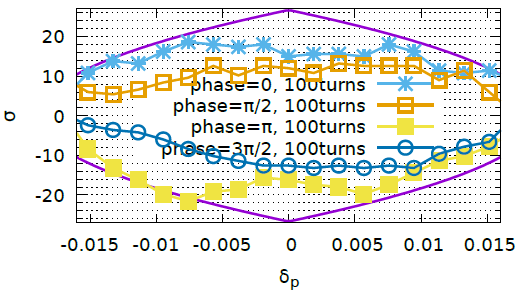 20
10
0
-10
-20
σ
phase=0, 100turns
phase=π/2, 100turns
phase=π, 100turns
phase=3π/2, 100turns
-0.015 -0.01 -0.005 0 0.005 0.01 0.015
δp